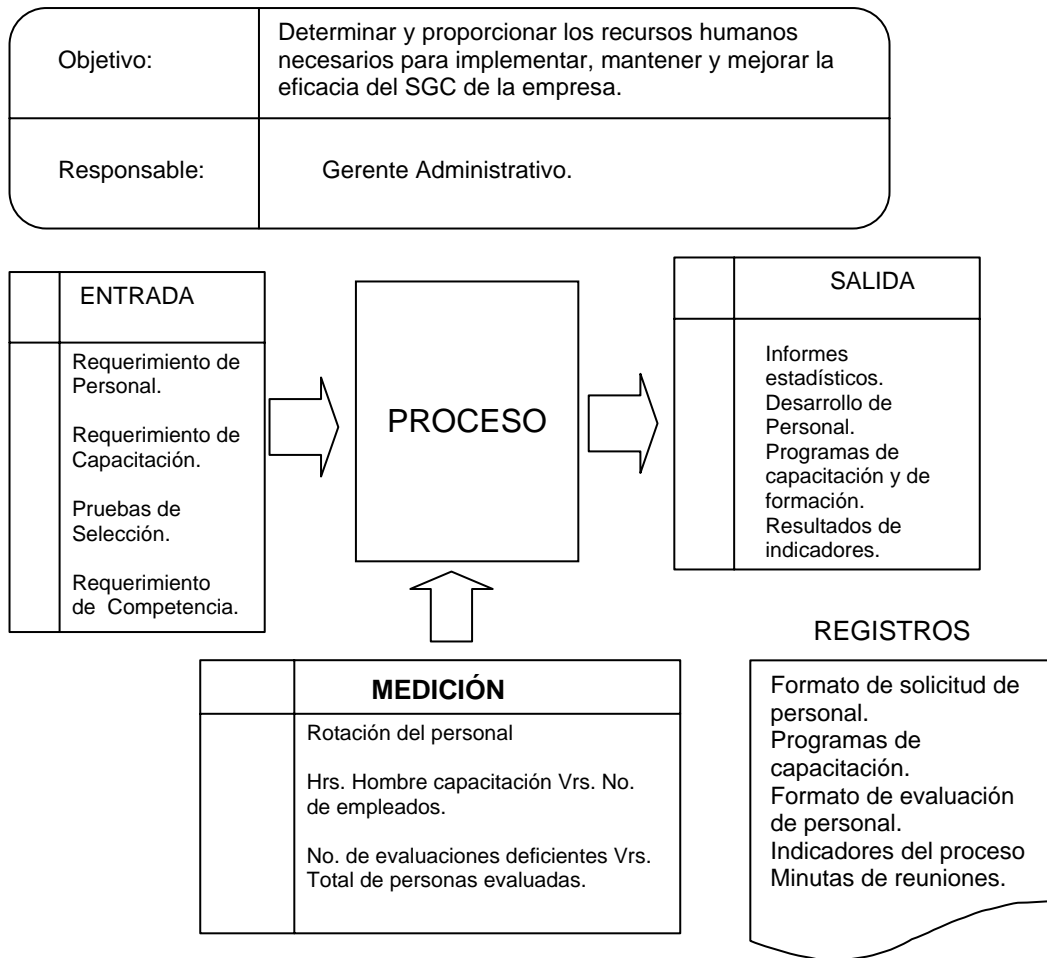 Objetivo:
Determinar y proporcionar los recursos humanos
necesarios para implementar, mantener y mejorar la
eficacia del SGC de la empresa.
Responsable:
Gerente Administrativo.
ENTRADA
Requerimiento de
Personal.
Requerimiento de
Capacitación.
Pruebas de
Selección.
Requerimiento
de Competencia.
PROCESO
SALIDA
Informes
estadísticos.
Desarrollo de
Personal.
Programas de
capacitación y de
formación.
Resultados de
indicadores.
MEDICIÓN
Rotación del personal
Hrs. Hombre capacitación Vrs. No.
de empleados.
No. de evaluaciones deficientes Vrs.
Total de personas evaluadas.
REGISTROS
Formato de solicitud de
personal.
Programas de
capacitación.
Formato de evaluación
de personal.
Indicadores del proceso
Minutas de reuniones.